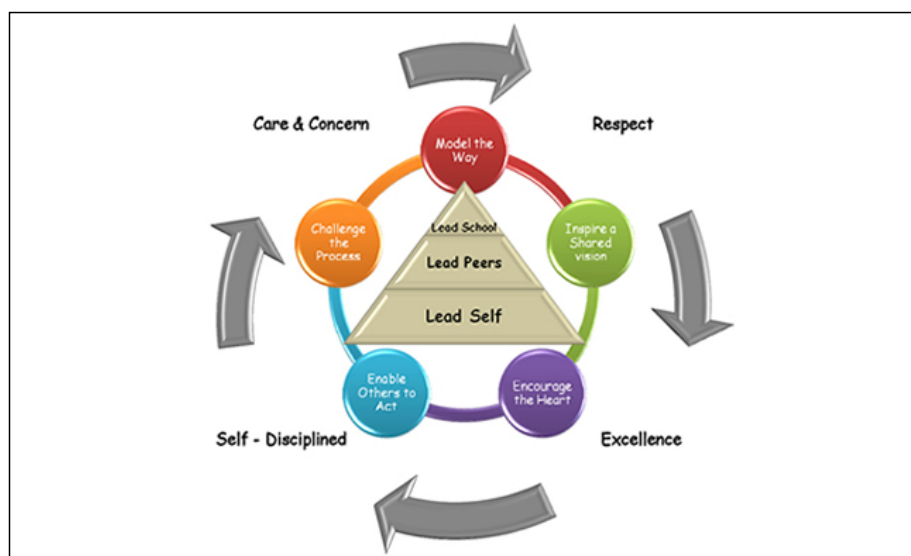 Care & Concern
Respect
Model the
Way
Challenge
the
Process
Inspire a
Shared
vision
Lead School
Lead Peers
Lead Self
Enable
Others to
Act
Encourage
the Heart
Self - Disciplined
Excellence